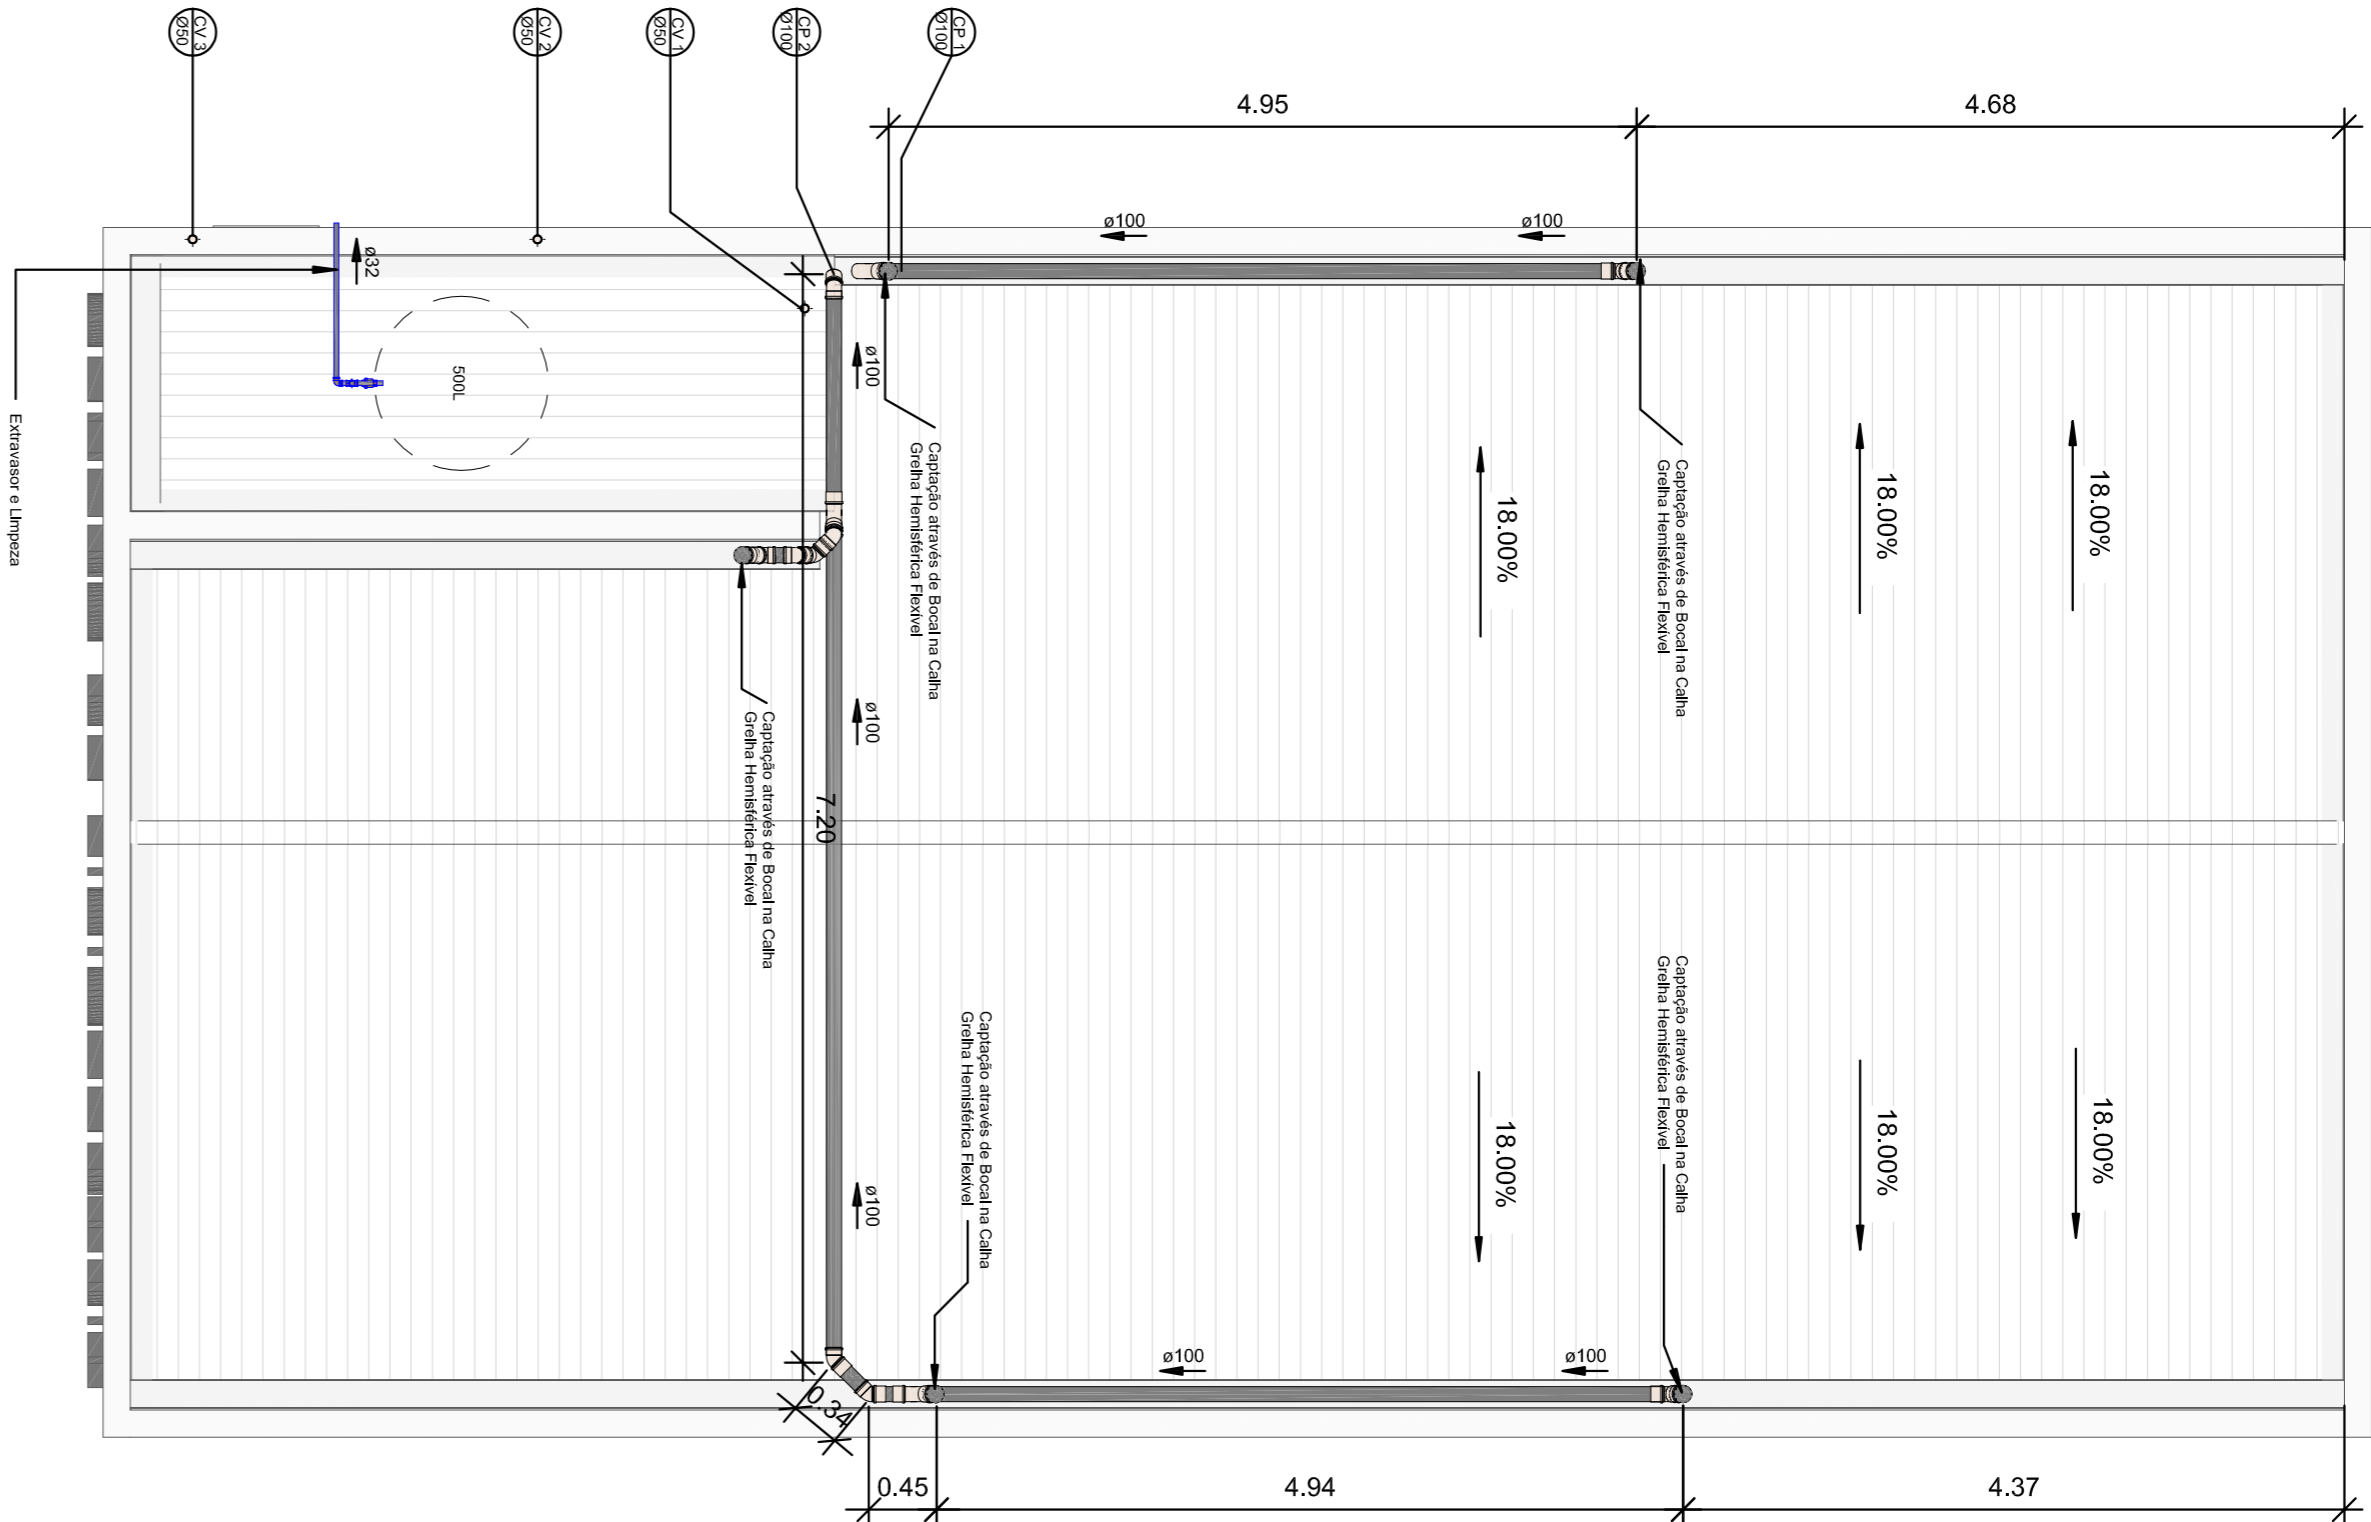 CV 3
Ø50
CV 2
Ø50
CV 1
Ø50
CP 2
Ø100
CP 1
Ø100
4.95
4.68
ø100
ø100
ø32
500L
Extravasor e LImpeza
ø100
Captação através de Bocal na Calha
Grelha Hemisférica Flexível
Captação através de Bocal na Calha
Grelha Hemisférica Flexível
18.00%
18.00%
18.00%
ø100
Captação através de Bocal na Calha
Grelha Hemisférica Flexível
7.20
Captação através de Bocal na Calha
Grelha Hemisférica Flexível
Captação através de Bocal na Calha
Grelha Hemisférica Flexível
18.00%
18.00%
18.00%
ø100
ø100
ø100
0.34
0.45
4.94
4.37